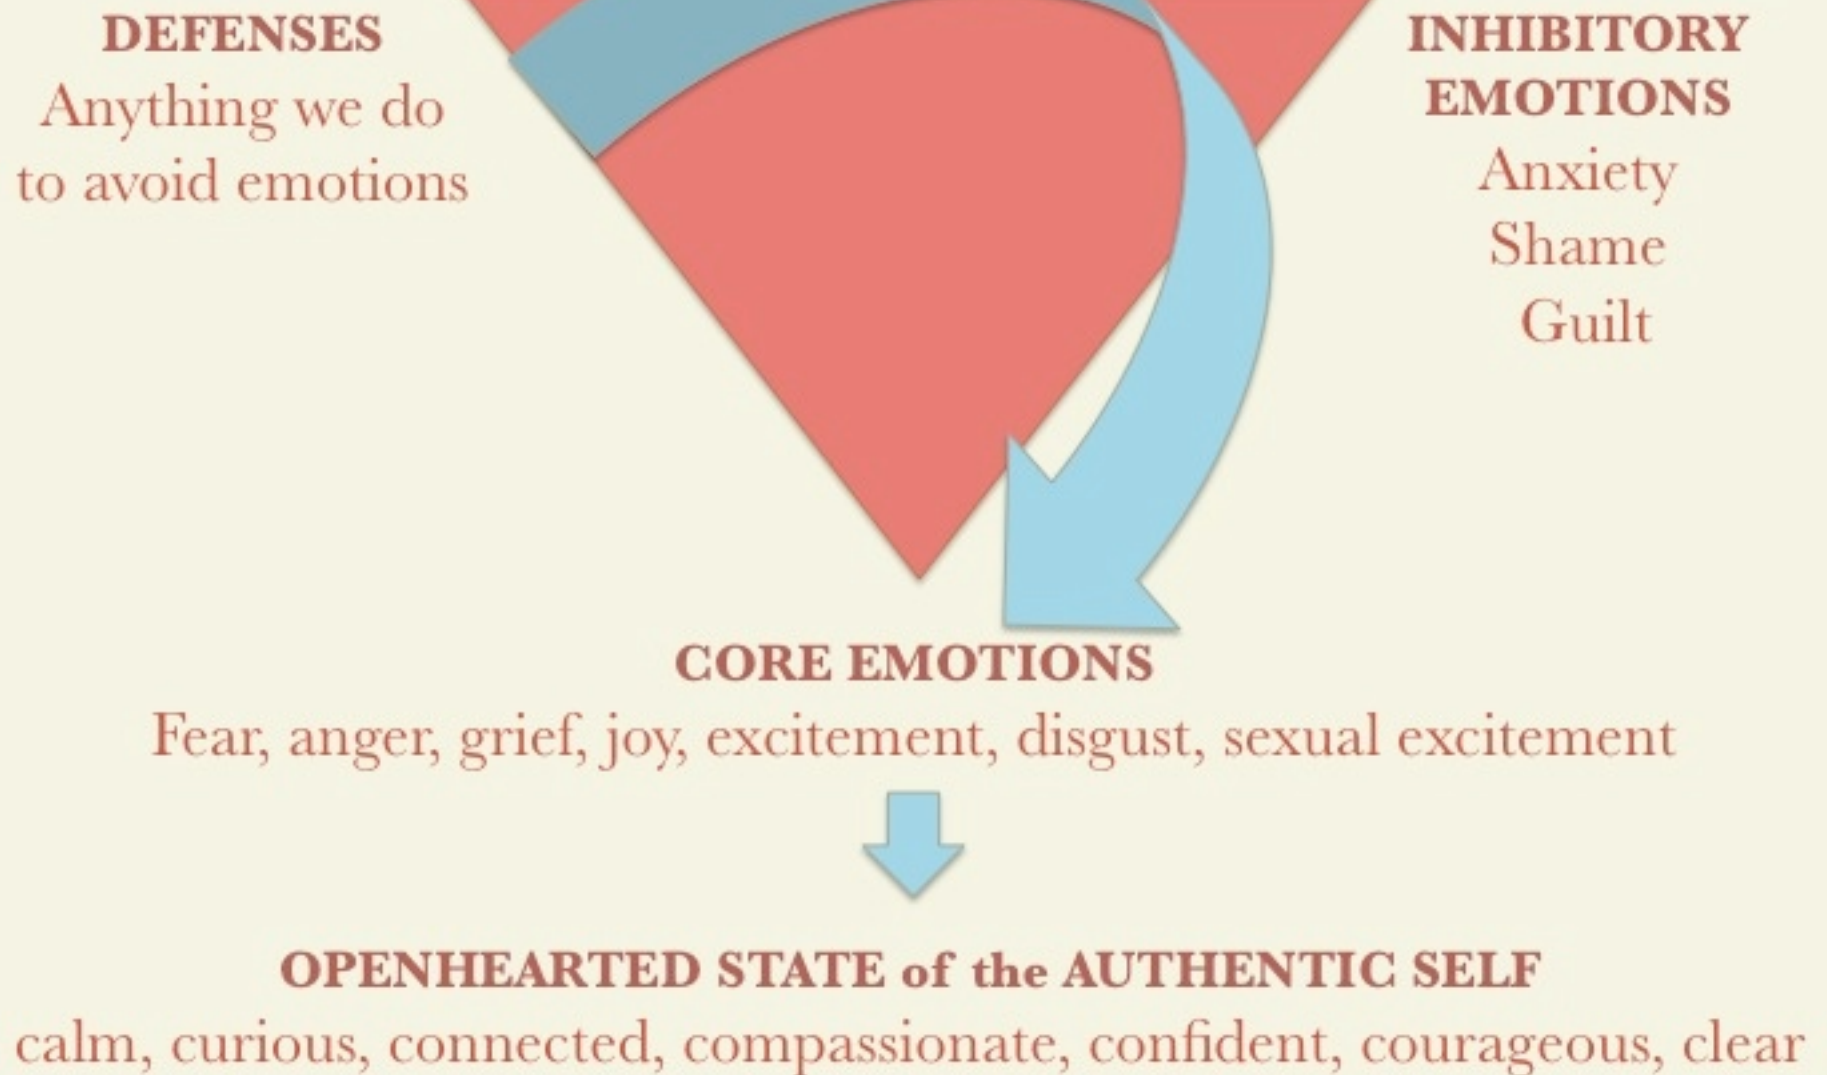 DEFENSES
Anything we do
to avoid emotions
INHIBITORY
EMOTIONS
Anxiety
Shame
Guilt
CORE EMOTIONS
Fear, anger, grief, joy, excitement, disgust, sexual excitement
OPENHEARTED STATE of the AUTHENTIC SELF
calm, curious, connected, compassionate, confident, courageous, clear